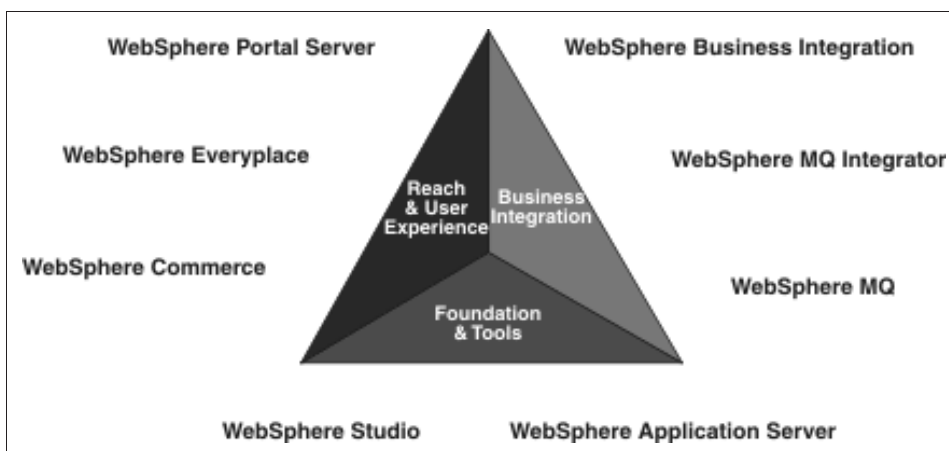 WebSphere Portal Server
WebSphere Business Integration
WebSphere Everyplace
WebSphere MQ Integrator
Reach
& User
Experience
Business
Integration
WebSphere Commerce
WebSphere MQ
Foundation
& Tools
WebSphere Studio
WebSphere Application Server